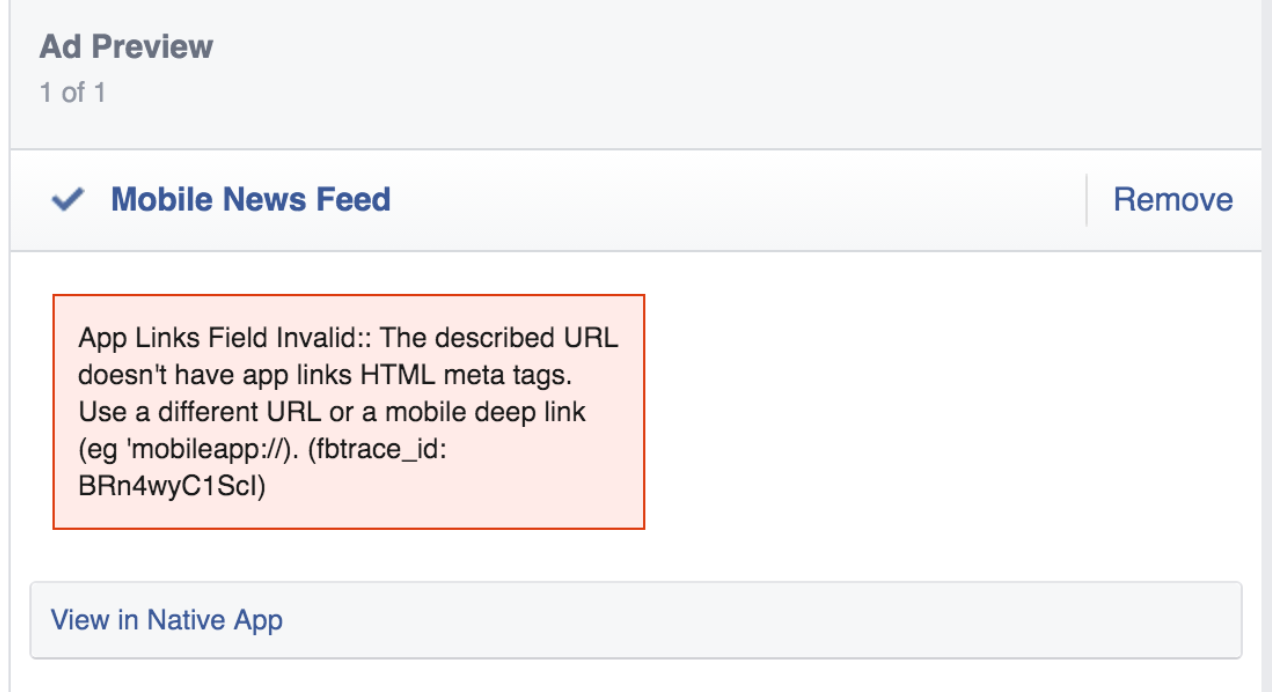 Ad Preview
1 of 1
Mobile News Feed
Remove
App Links Field Invalid:: The described URL
doesn't have app links HTML meta tags.
Use a different URL or a mobile deep link
(eg 'mobileapp://). (fbtrace_id:
BRn4wyC1ScI)
View in Native App